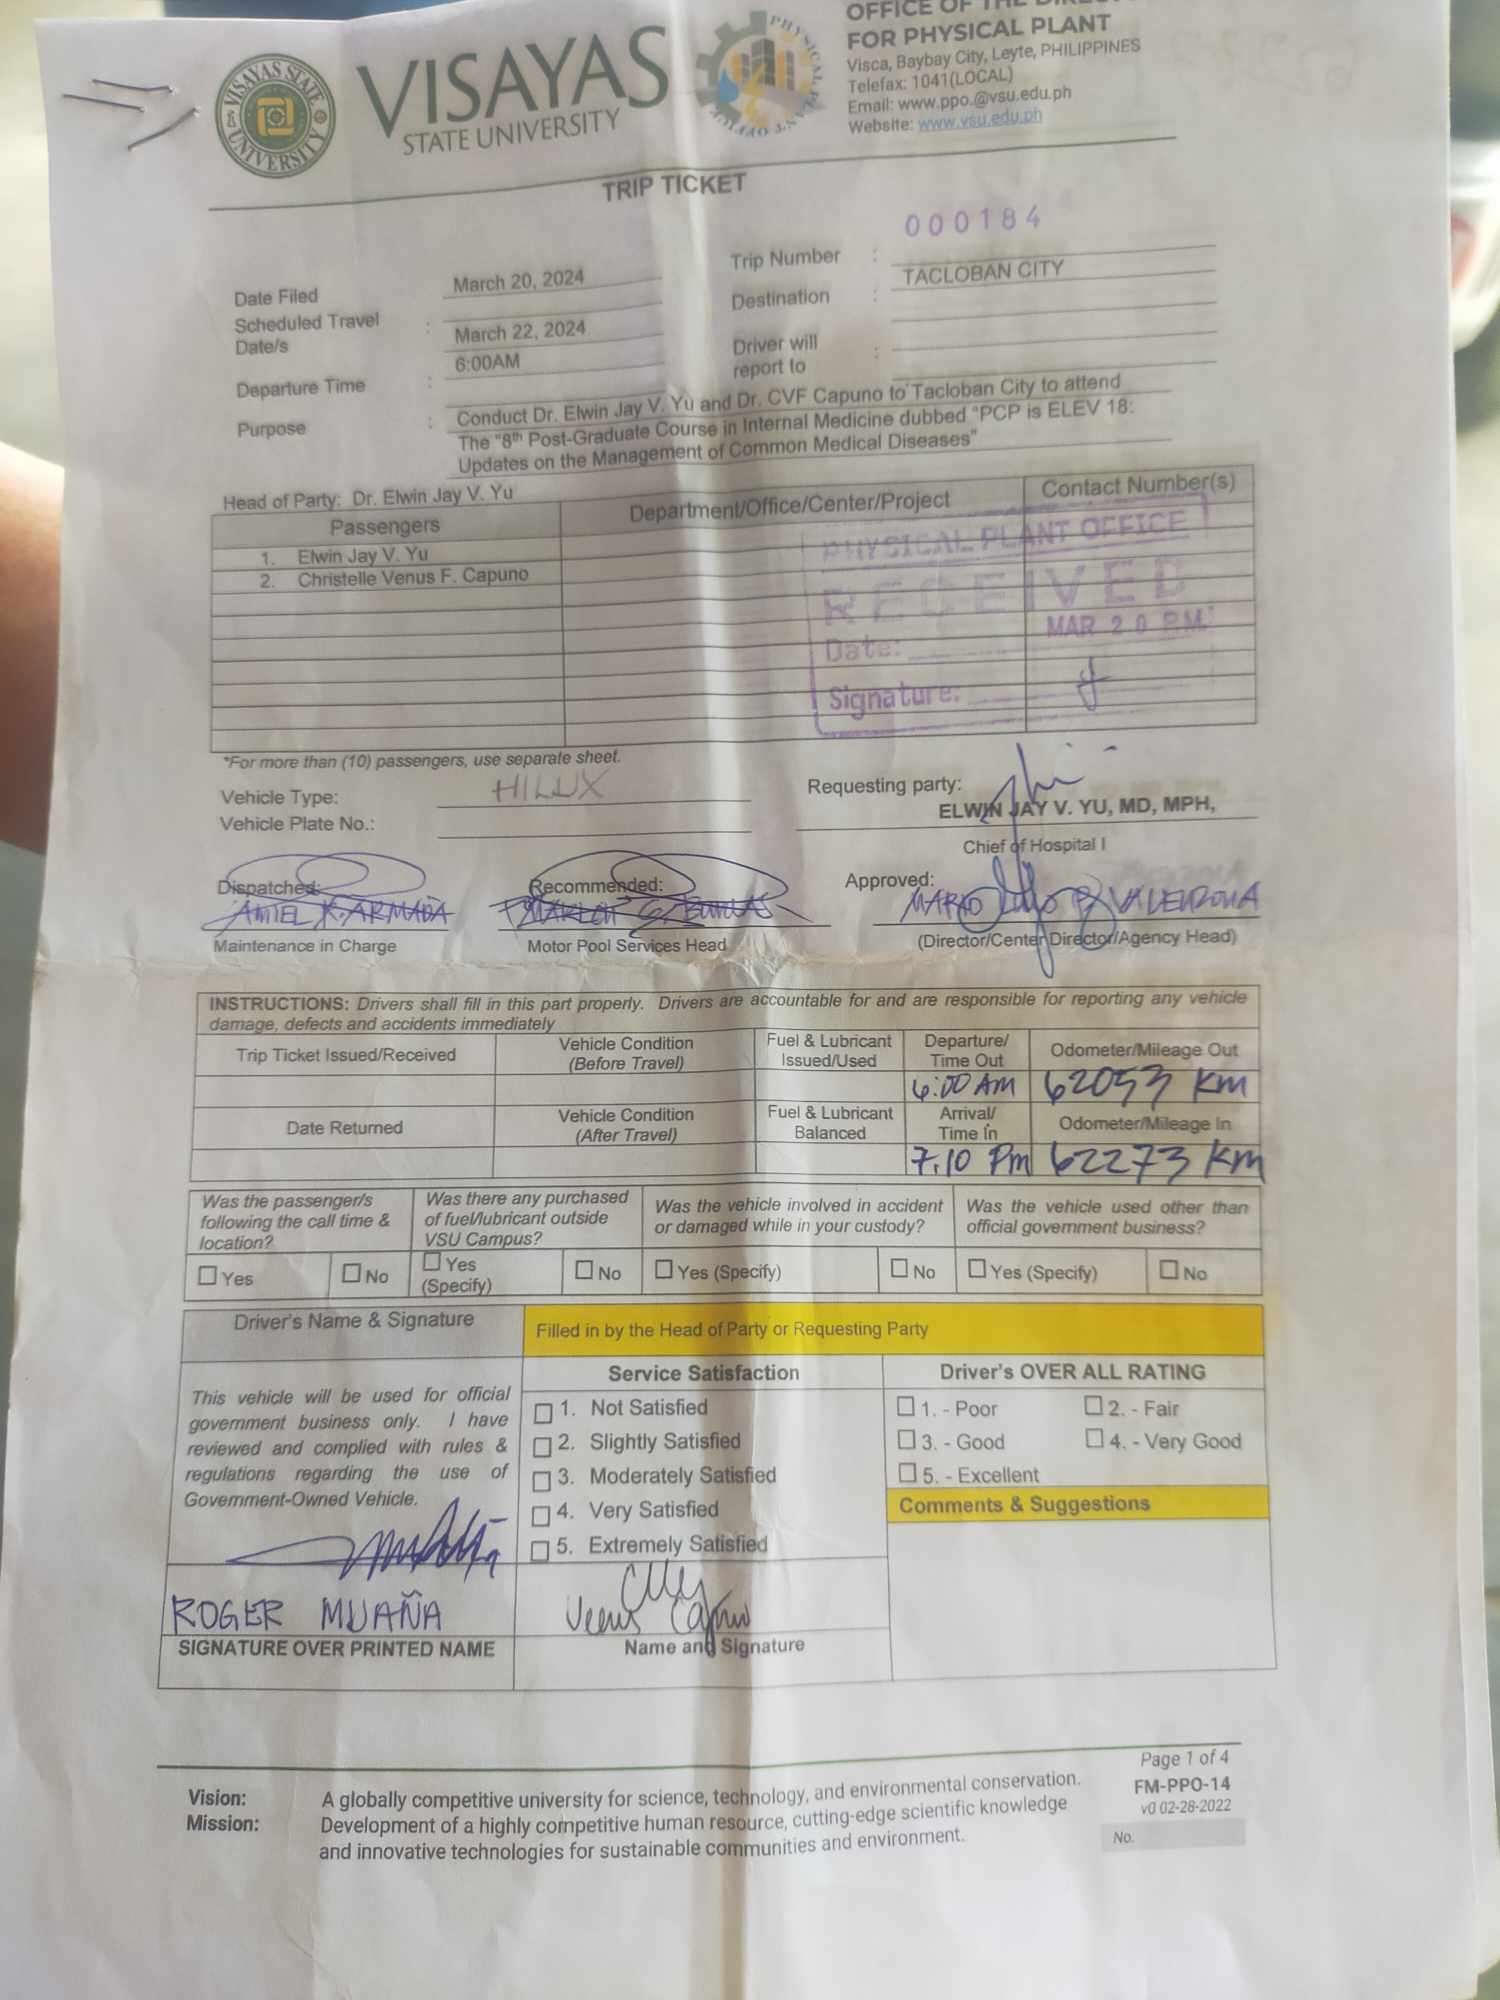 OFFICE OF THE
FOR PHYSICAL PLANT
Visca, Baybay City, Leyte, PHILIPPINES
Telefax: 1041(LOCAL)
Email: www.ppo.@vsu.edu.ph
Website: www.vsu.edu.ph
VISAYAS STATE UNIVERSITY
VISAYAS
STATE UNIVERSITY
TRIP TICKET
000184
Trip Number :
Date Filed March 20, 2024
Destination : TACLOBAN CITY
Scheduled Travel Date/s : March 22, 2024
Driver will report to :
Departure Time : 6:00AM
Purpose : Conduct Dr. Elwin Jay V. Yu and Dr. CVF Capuno to Tacloban City to attend
The "8th Post-Graduate Course in Internal Medicine dubbed "PCP is ELEV 18:
Updates on the Management of Common Medical Diseases"
Head of Party: Dr. Elwin Jay V. Yu
Passengers Department/Office/Center/Project Contact Number(s)
1. Elwin Jay V. Yu
2. Christelle Venus F. Capuno
PHYSICAL PLANT OFFICE
RECEIVED
Date: MAR 20 P.M.
Signature:
*For more than (10) passengers, use separate sheet.
Vehicle Type: HILUX
Vehicle Plate No.:
Requesting party:
ELWIN JAY V. YU, MD, MPH,
Chief of Hospital I
Dispatched: Recommended: Approved:
ARMADA MARLON G. MARIO VALENZONA
Maintenance in Charge Motor Pool Services Head (Director/Center Director/Agency Head)
INSTRUCTIONS: Drivers shall fill in this part properly. Drivers are accountable for and are responsible for reporting any vehicle
damage, defects and accidents immediately
Trip Ticket Issued/Received Vehicle Condition (Before Travel) Fuel & Lubricant Issued/Used Departure/ Time Out Odometer/Mileage Out
6:00 AM 62053 KM
Date Returned Vehicle Condition (After Travel) Fuel & Lubricant Balanced Arrival/ Time In Odometer/Mileage In
7:10 PM 62273 KM
Was the passenger/s following the call time & location?
Was there any purchased of fuel/lubricant outside VSU Campus?
Was the vehicle involved in accident or damaged while in your custody?
Was the vehicle used other than official government business?
Yes No Yes (Specify) No Yes (Specify) No Yes (Specify) No
Driver's Name & Signature
Filled in by the Head of Party or Requesting Party
This vehicle will be used for official
government business only. I have
reviewed and complied with rules &
regulations regarding the use of
Government-Owned Vehicle.
ROGER MUAÑA
SIGNATURE OVER PRINTED NAME
Service Satisfaction
1. Not Satisfied
2. Slightly Satisfied
3. Moderately Satisfied
4. Very Satisfied
5. Extremely Satisfied
Venus Capuno
Name and Signature
Driver's OVER ALL RATING
1. - Poor 2. - Fair
3. - Good 4. - Very Good
5. - Excellent
Comments & Suggestions
Page 1 of 4
FM-PPO-14
v0 02-28-2022
No.
Vision: A globally competitive university for science, technology, and environmental conservation.
Mission: Development of a highly competitive human resource, cutting-edge scientific knowledge
and innovative technologies for sustainable communities and environment.